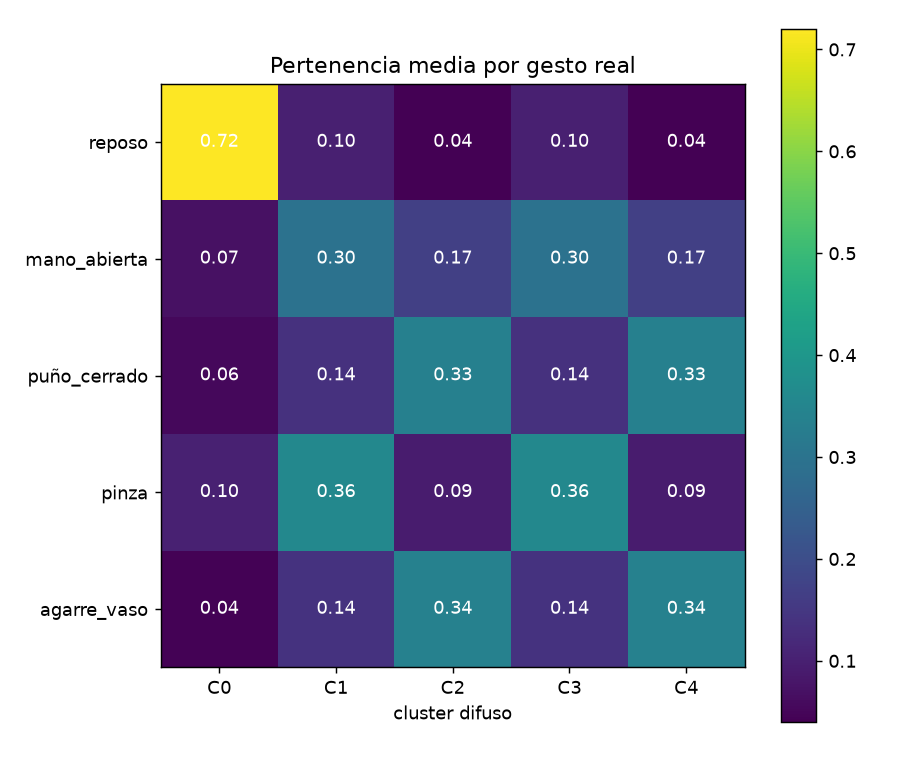 Pertenencia media por gesto real
reposo 0.72 0.10 0.04 0.10 0.04
mano_abierta 0.07 0.30 0.17 0.30 0.17
puño_cerrado 0.06 0.14 0.33 0.14 0.33
pinza 0.10 0.36 0.09 0.36 0.09
agarre_vaso 0.04 0.14 0.34 0.14 0.34
C0 C1 C2 C3 C4
cluster difuso
0.7
0.6
0.5
0.4
0.3
0.2
0.1